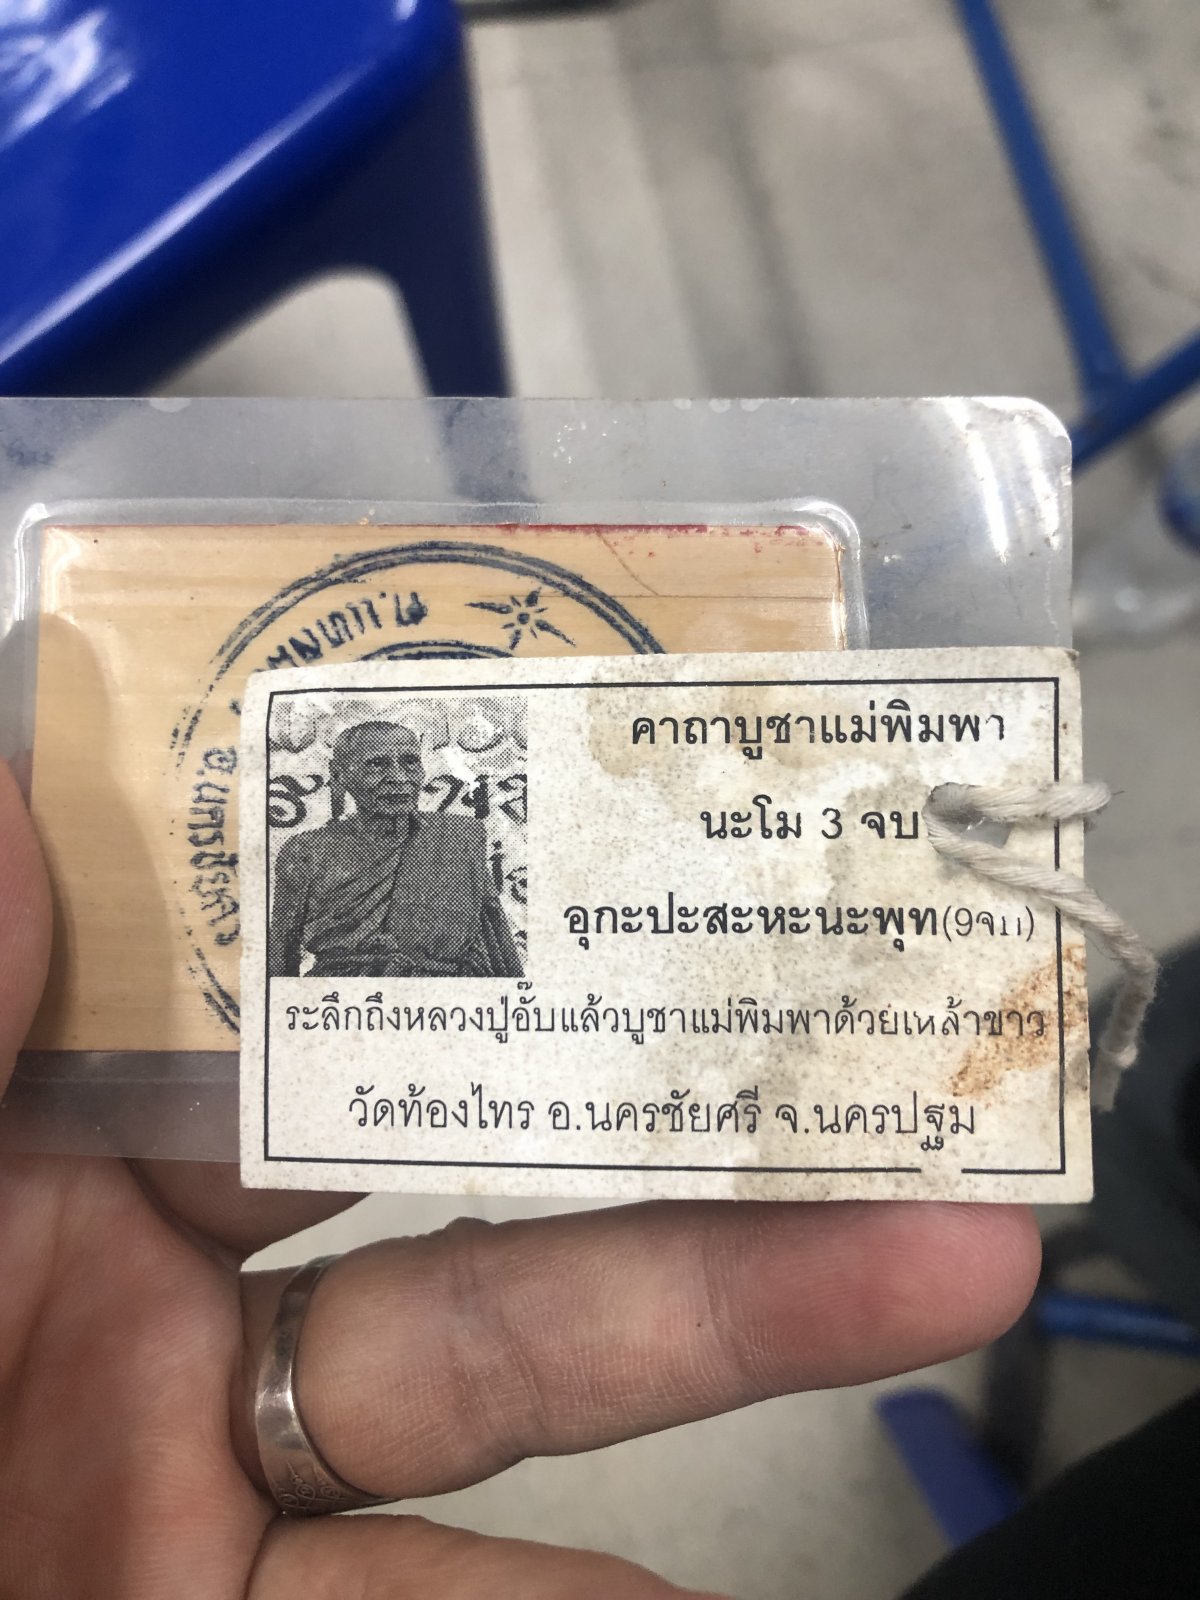 คาถาบูชาแม่พิมพา
นะโม 3 จบ
อุกะปะสะหะนะพุท(9จบ)
ระลึกถึงหลวงปู่อั๊บแล้วบูชาแม่พิมพาด้วยเหล้าขาว
วัดท้องไทร อ.นครชัยศรี จ.นครปฐม